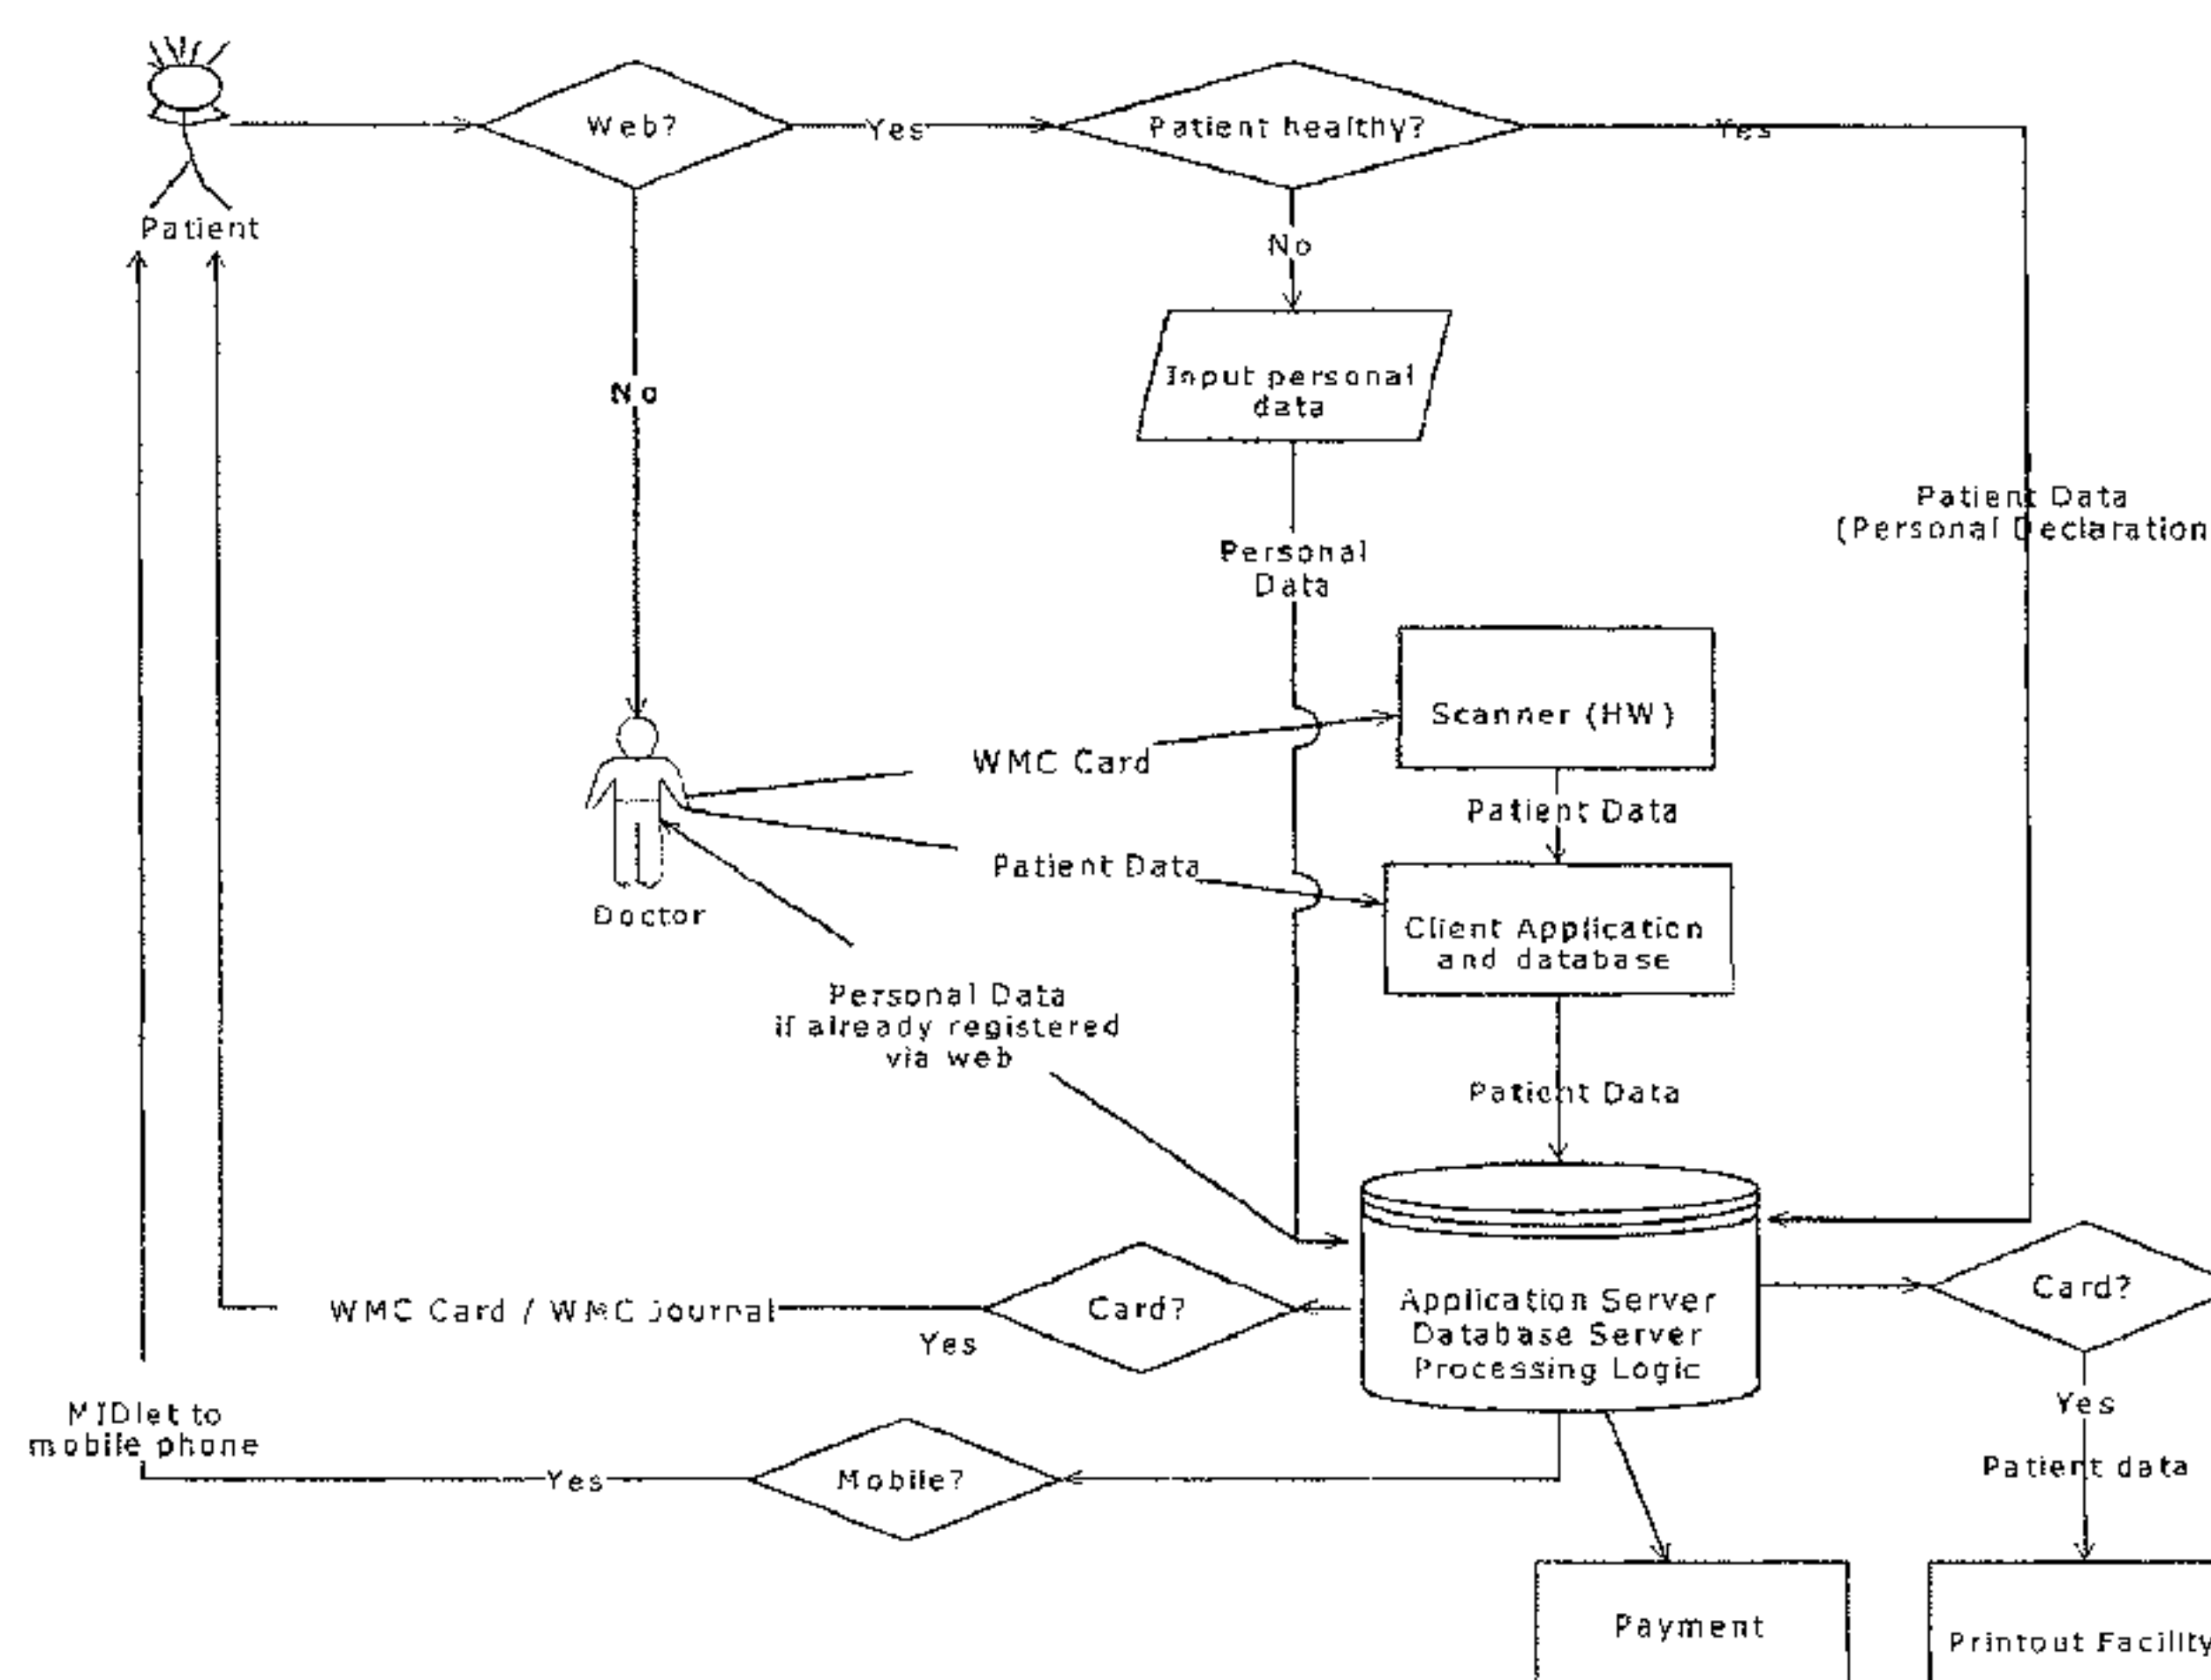 Web?
Yes
Patient healthy?
Yes
Patient
No
No
Input personal
data
Patient Data
(Personal Declaration
Personal
Data
Scanner (HW)
WMC Card
Patient Data
Patient Data
Doctor
Client Application
and database
Personal Data
if already registered
via web
Patient Data
Card?
WMC Card / WMC Journal
Card?
Yes
Application Server
Database Server
Processing Logic
Yes
MIDlet to
mobile phone
Patient data
Yes
Mobile?
Payment
Printout Facility